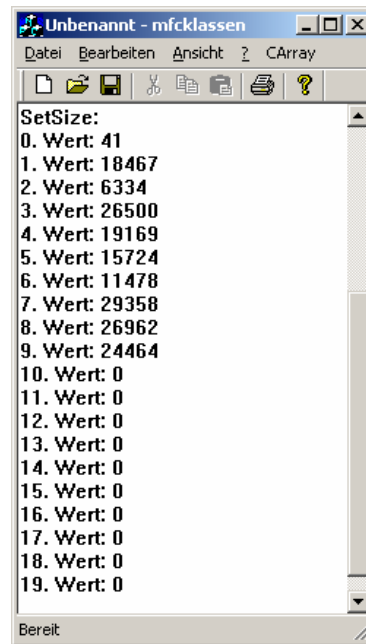 Unbenannt - mfcklassen
Datei Bearbeiten Ansicht ? CArray
SetSize:
0. Wert: 41
1. Wert: 18467
2. Wert: 6334
3. Wert: 26500
4. Wert: 19169
5. Wert: 15724
6. Wert: 11478
7. Wert: 29358
8. Wert: 26962
9. Wert: 24464
10. Wert: 0
11. Wert: 0
12. Wert: 0
13. Wert: 0
14. Wert: 0
15. Wert: 0
16. Wert: 0
17. Wert: 0
18. Wert: 0
19. Wert: 0
Bereit